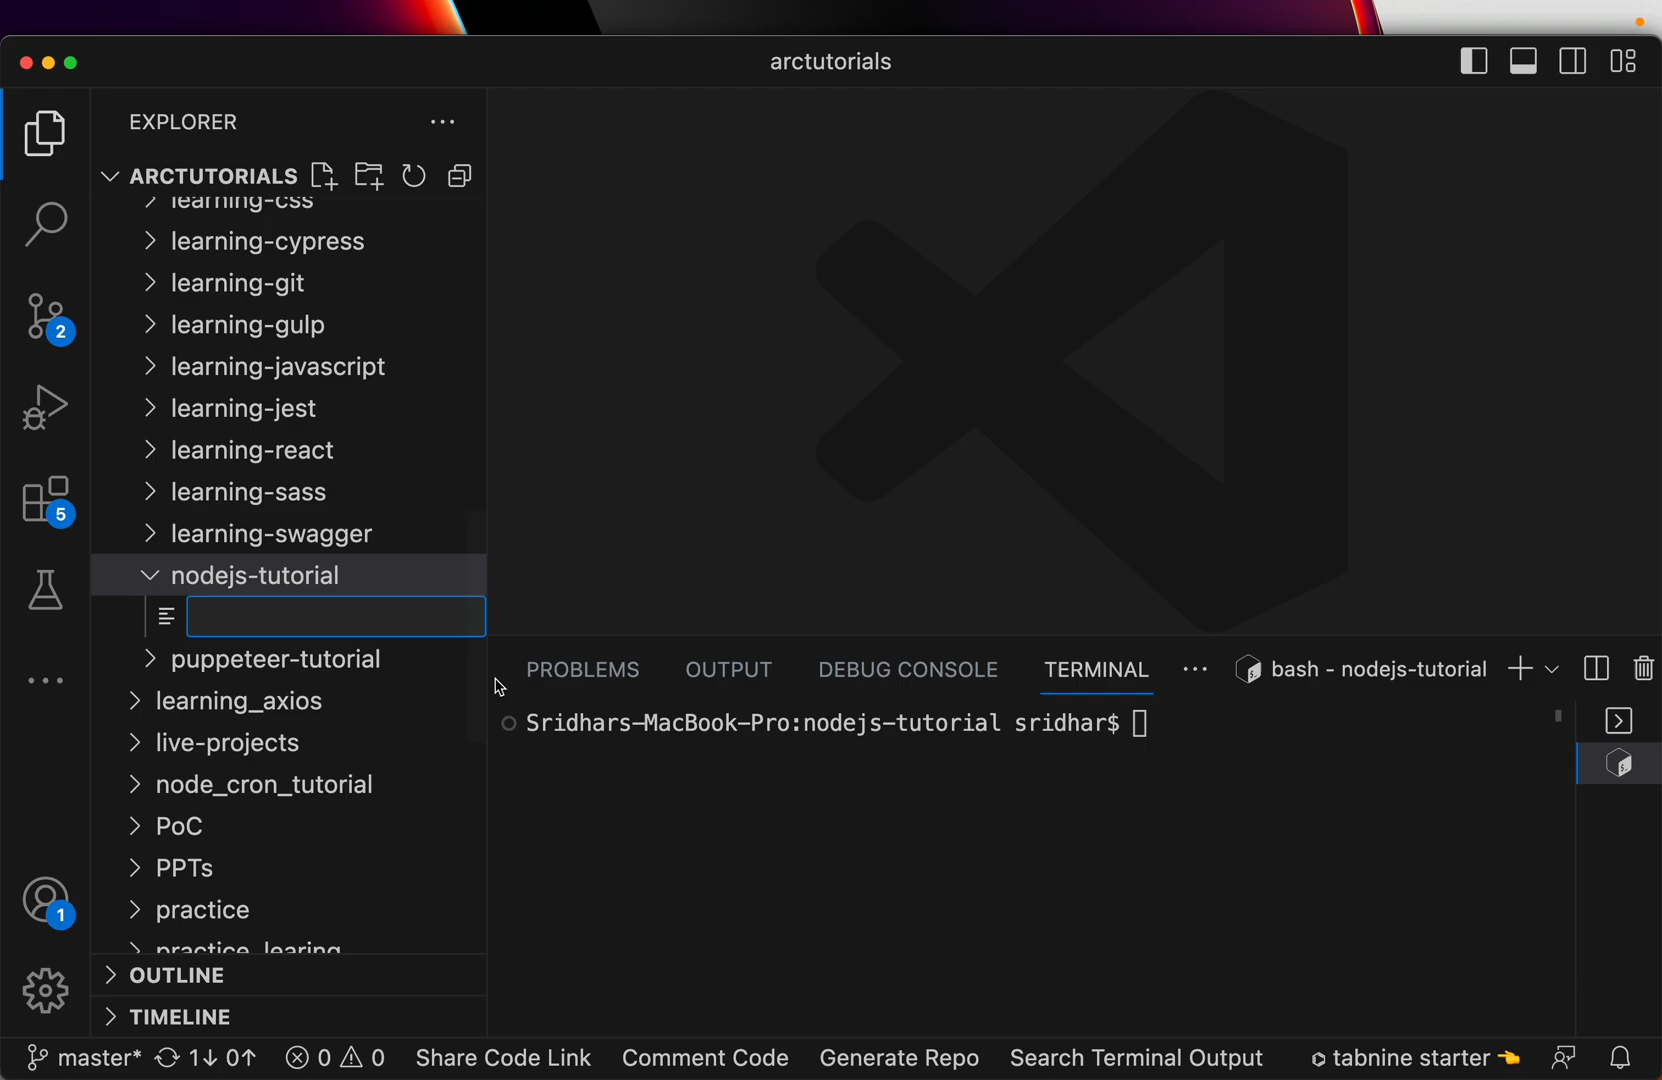 arctutorials
EXPLORER
ARCTUTORIALS
learning-css
learning-cypress
learning-git
learning-gulp
learning-javascript
learning-jest
learning-react
learning-sass
learning-swagger
nodejs-tutorial
puppeteer-tutorial
learning_axios
live-projects
node_cron_tutorial
PoC
PPTs
practice
practice_learing
OUTLINE
TIMELINE
2
5
1
PROBLEMS OUTPUT DEBUG CONSOLE TERMINAL bash - nodejs-tutorial
Sridhars-MacBook-Pro:nodejs-tutorial sridhar$
master* 1↓ 0↑ 0 0 Share Code Link Comment Code Generate Repo Search Terminal Output tabnine starter 👈